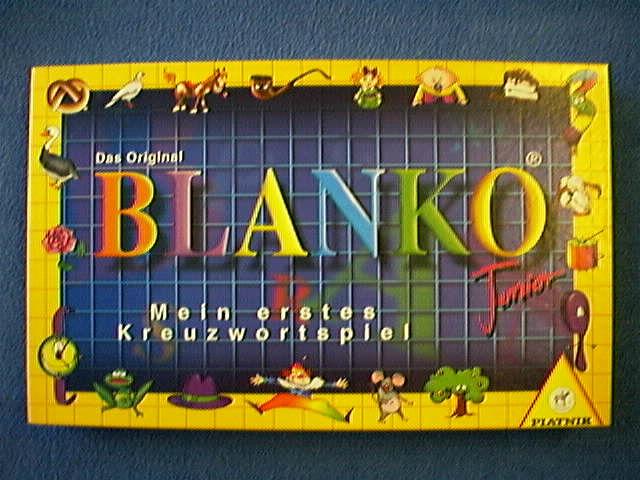 Das Original
BLANKO®
Junior
Mein erstes
Kreuzwortspiel
PIATNIK